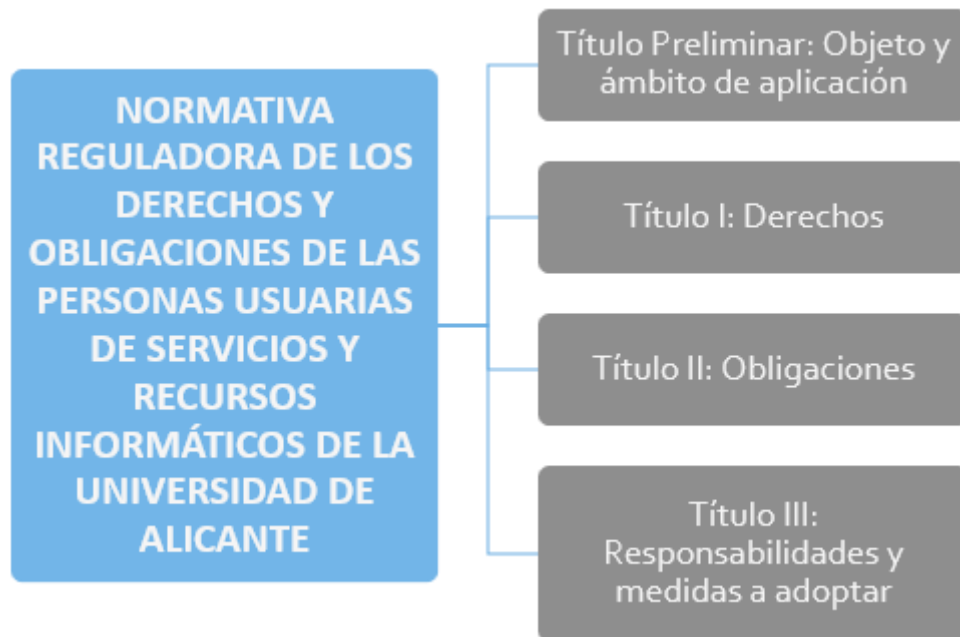 NORMATIVA
REGULADORA DE LOS
DERECHOS Y
OBLIGACIONES DE LAS
PERSONAS USUARIAS
DE SERVICIOS Y
RECURSOS
INFORMÁTICOS DE LA
UNIVERSIDAD DE
ALICANTE
Título Preliminar: Objeto y
ámbito de aplicación
Título I: Derechos
Título II: Obligaciones
Título III:
Responsabilidades y
medidas a adoptar